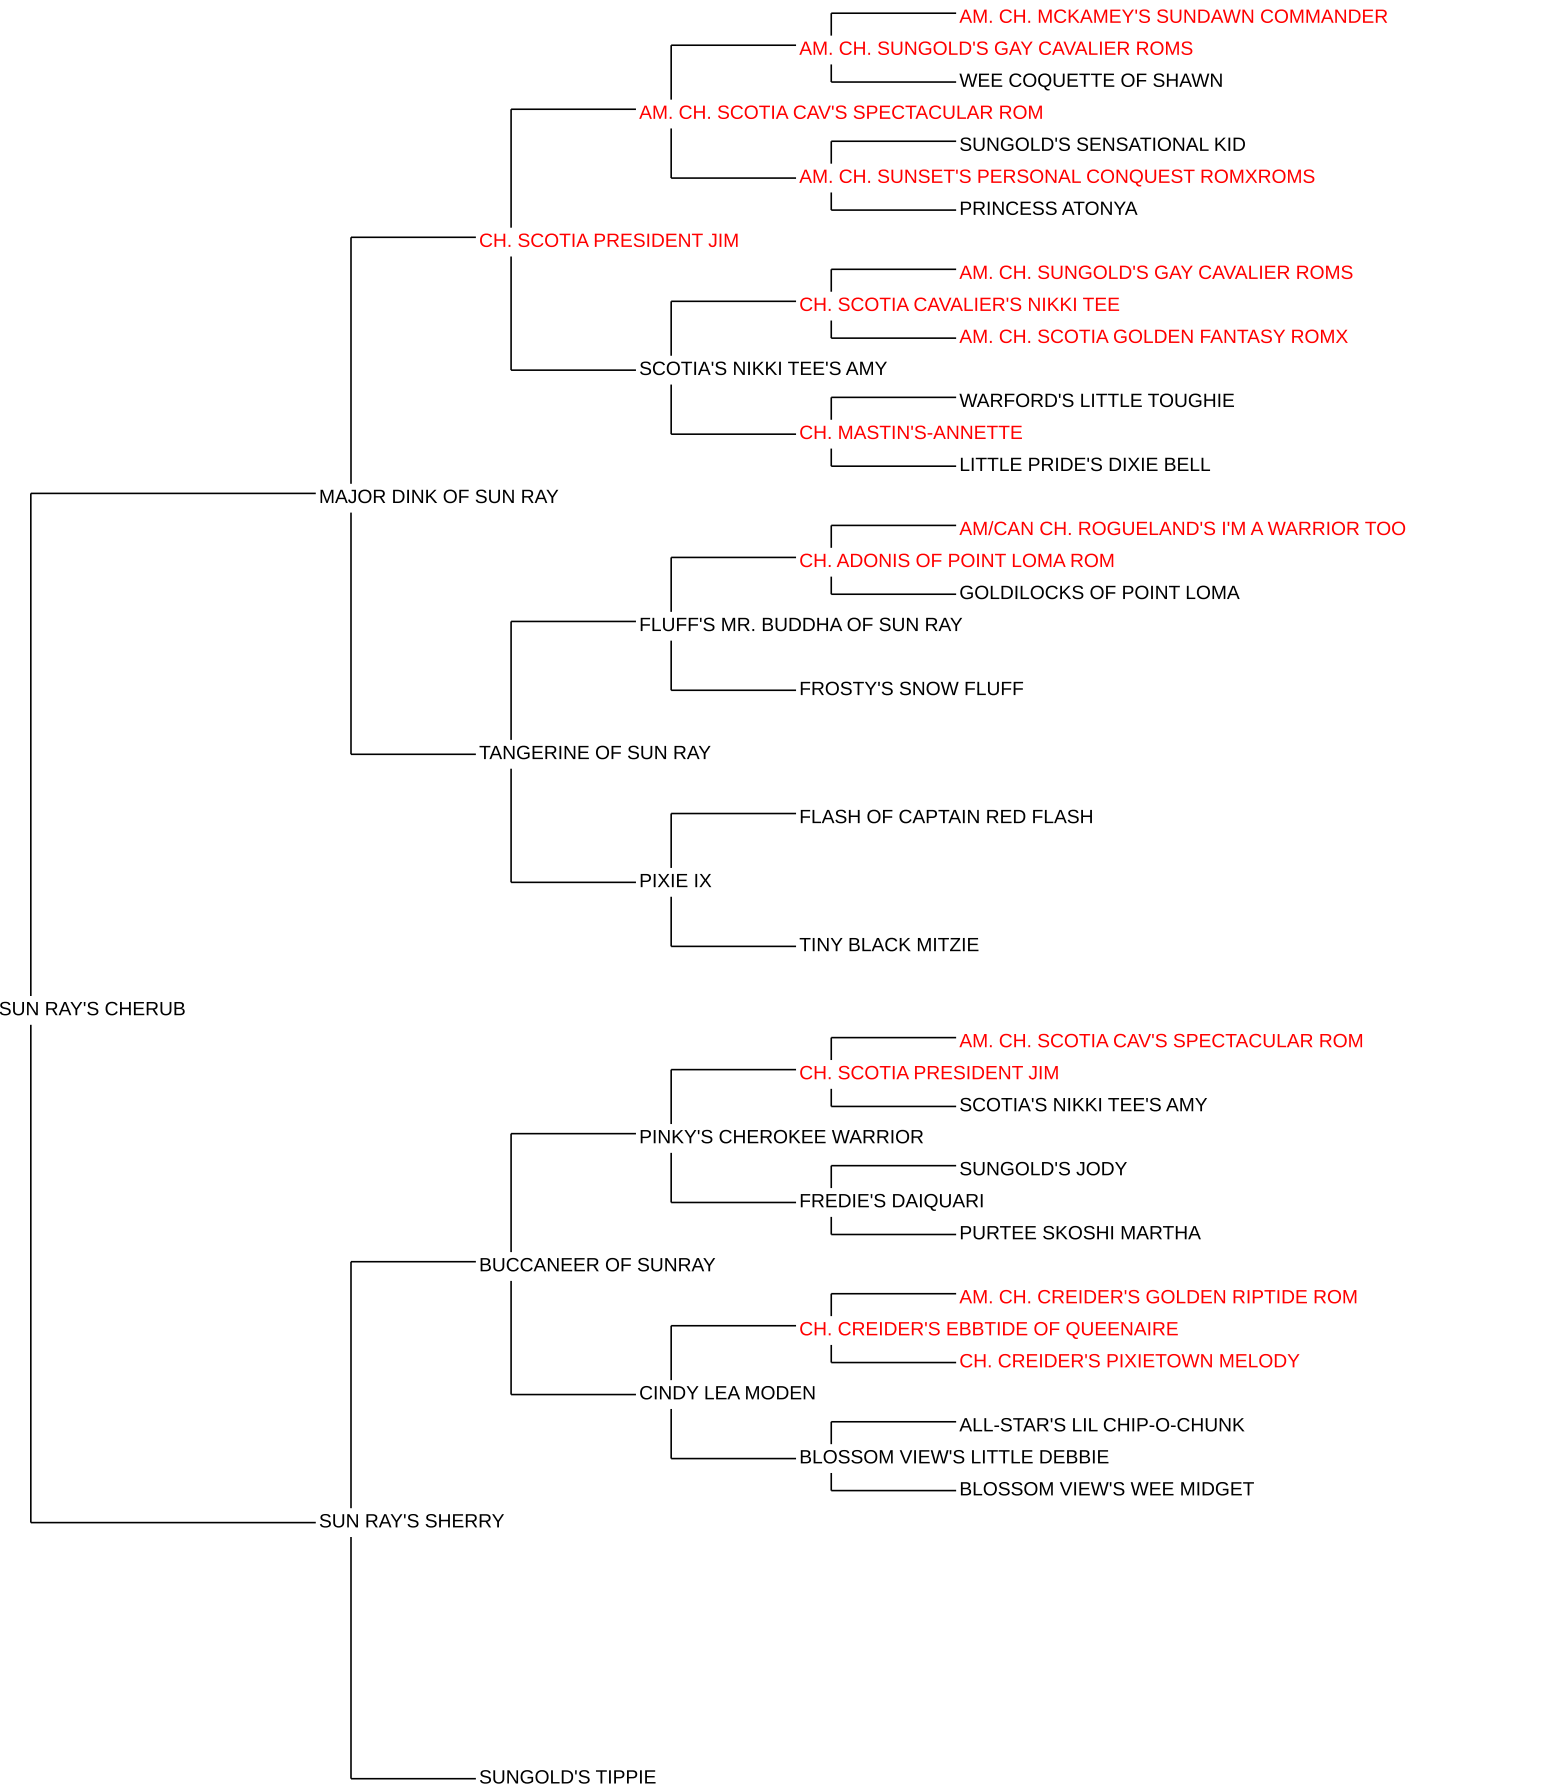 AM. CH. MCKAMEY'S SUNDAWN COMMANDER
AM. CH. SUNGOLD'S GAY CAVALIER ROMS
WEE COQUETTE OF SHAWN
AM. CH. SCOTIA CAV'S SPECTACULAR ROM
SUNGOLD'S SENSATIONAL KID
AM. CH. SUNSET'S PERSONAL CONQUEST ROMXROMS
PRINCESS ATONYA
CH. SCOTIA PRESIDENT JIM
AM. CH. SUNGOLD'S GAY CAVALIER ROMS
CH. SCOTIA CAVALIER'S NIKKI TEE
AM. CH. SCOTIA GOLDEN FANTASY ROMX
SCOTIA'S NIKKI TEE'S AMY
WARFORD'S LITTLE TOUGHIE
CH. MASTIN'S-ANNETTE
LITTLE PRIDE'S DIXIE BELL
MAJOR DINK OF SUN RAY
AM/CAN CH. ROGUELAND'S I'M A WARRIOR TOO
CH. ADONIS OF POINT LOMA ROM
GOLDILOCKS OF POINT LOMA
FLUFF'S MR. BUDDHA OF SUN RAY
FROSTY'S SNOW FLUFF
TANGERINE OF SUN RAY
FLASH OF CAPTAIN RED FLASH
PIXIE IX
TINY BLACK MITZIE
SUN RAY'S CHERUB
AM. CH. SCOTIA CAV'S SPECTACULAR ROM
CH. SCOTIA PRESIDENT JIM
SCOTIA'S NIKKI TEE'S AMY
PINKY'S CHEROKEE WARRIOR
SUNGOLD'S JODY
FREDIE'S DAIQUARI
PURTEE SKOSHI MARTHA
BUCCANEER OF SUNRAY
AM. CH. CREIDER'S GOLDEN RIPTIDE ROM
CH. CREIDER'S EBBTIDE OF QUEENAIRE
CH. CREIDER'S PIXIETOWN MELODY
CINDY LEA MODEN
ALL-STAR'S LIL CHIP-O-CHUNK
BLOSSOM VIEW'S LITTLE DEBBIE
BLOSSOM VIEW'S WEE MIDGET
SUN RAY'S SHERRY
SUNGOLD'S TIPPIE